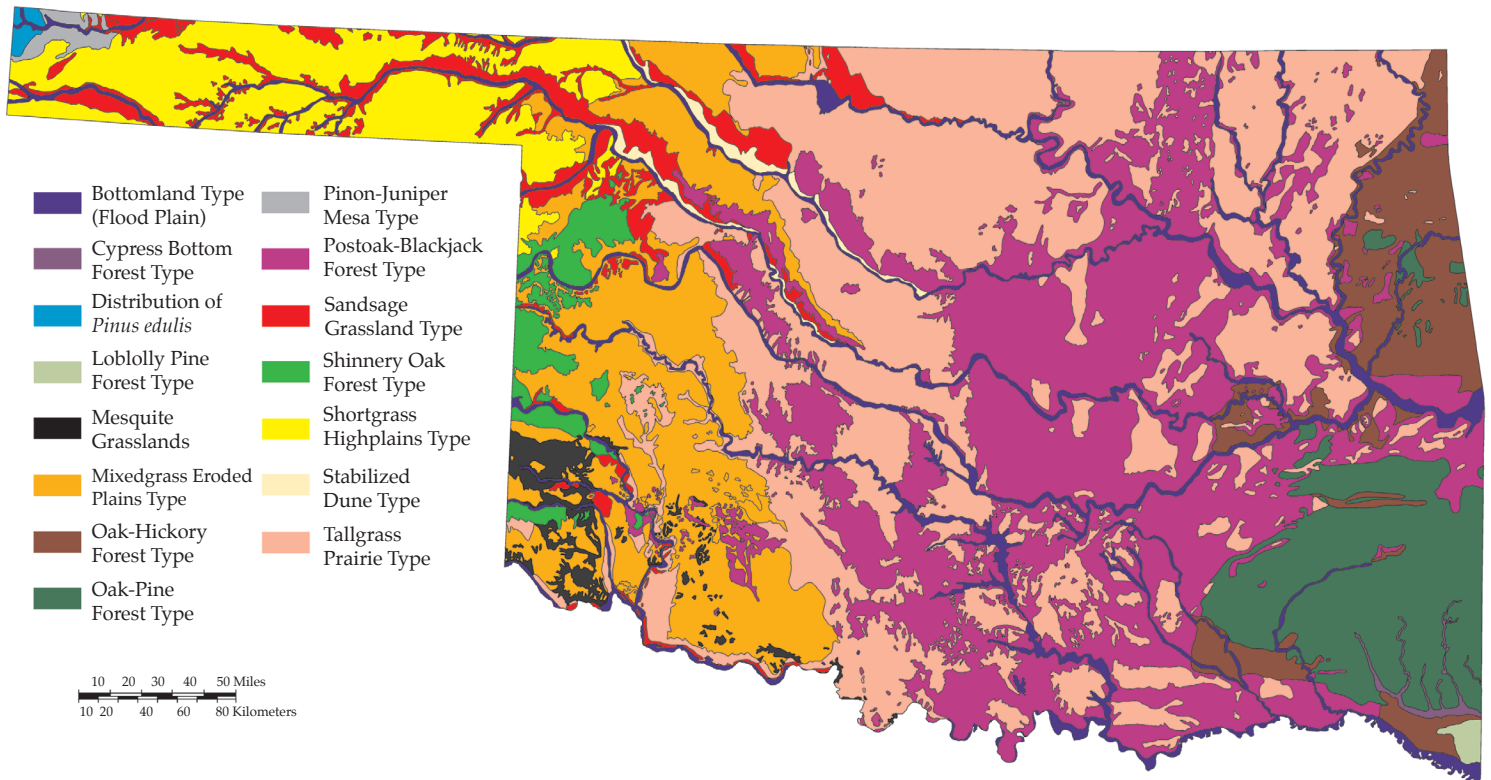 Bottomland Type
(Flood Plain)
Cypress Bottom
Forest Type
Distribution of
Pinus edulis
Loblolly Pine
Forest Type
Mesquite
Grasslands
Mixedgrass Eroded
Plains Type
Oak-Hickory
Forest Type
Oak-Pine
Forest Type
Pinon-Juniper
Mesa Type
Postoak-Blackjack
Forest Type
Sandsage
Grassland Type
Shinnery Oak
Forest Type
Shortgrass
Highplains Type
Stabilized
Dune Type
Tallgrass
Prairie Type
10 20 30 40 50 Miles
10 20 40 60 80 Kilometers